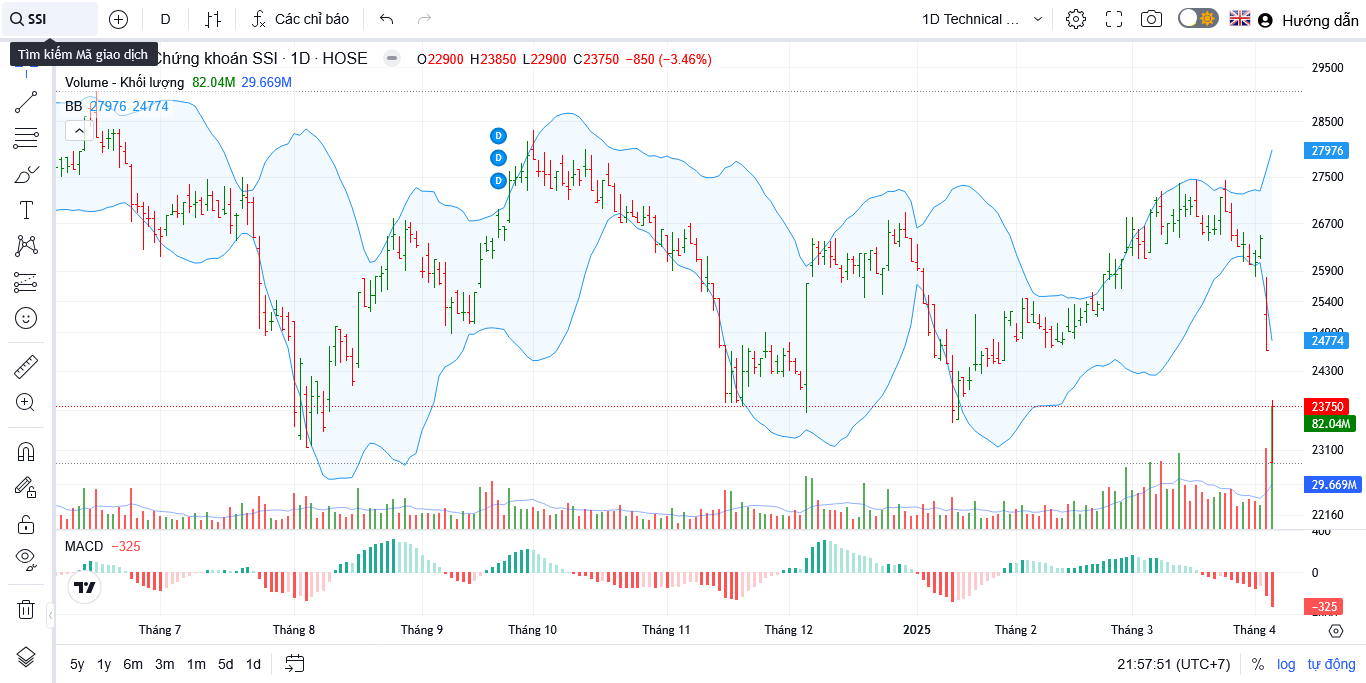 SSI
D
Các chỉ báo
1D Technical ...
Hướng dẫn
Tìm kiếm Mã giao dịch
Chứng khoán SSI · 1D · HOSE
O22900 H23850 L22900 C23750 −850 (−3.46%)
Volume - Khối lượng 82.04M 29.669M
BB 27976 24774
D
D
D
29500
28500
27976
27500
26700
25900
25400
24900
24774
24300
23750
82.04M
23100
29.669M
22160
MACD −325
400
0
−325
Tháng 7
Tháng 8
Tháng 9
Tháng 10
Tháng 11
Tháng 12
2025
Tháng 2
Tháng 3
Tháng 4
5y 1y 6m 3m 1m 5d 1d
21:57:51 (UTC+7)
% log tự động